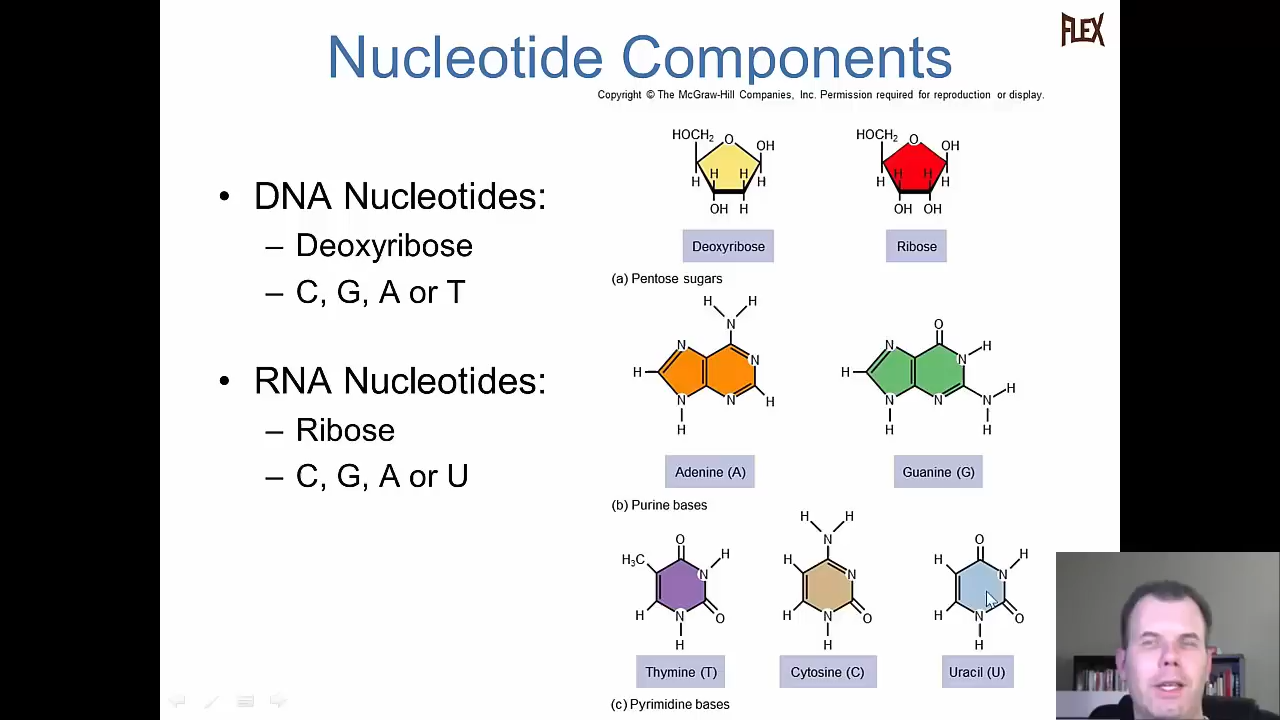 FLEX
Nucleotide Components
Copyright © The McGraw-Hill Companies, Inc. Permission required for reproduction or display.
• DNA Nucleotides:
– Deoxyribose
– C, G, A or T
• RNA Nucleotides:
– Ribose
– C, G, A or U
HOCH₂ O OH
H H H H
OH H
Deoxyribose
HOCH₂ O OH
H H H H
OH OH
Ribose
(a) Pentose sugars
H H
N
N N
H
N N H
H
Adenine (A)
O
N N H
H
N N N H
H H
Guanine (G)
(b) Purine bases
O
H₃C H
N
H N O
H
Thymine (T)
H H
N
H N
H N O
H
Cytosine (C)
O
H H
N
H N O
H
Uracil (U)
(c) Pyrimidine bases